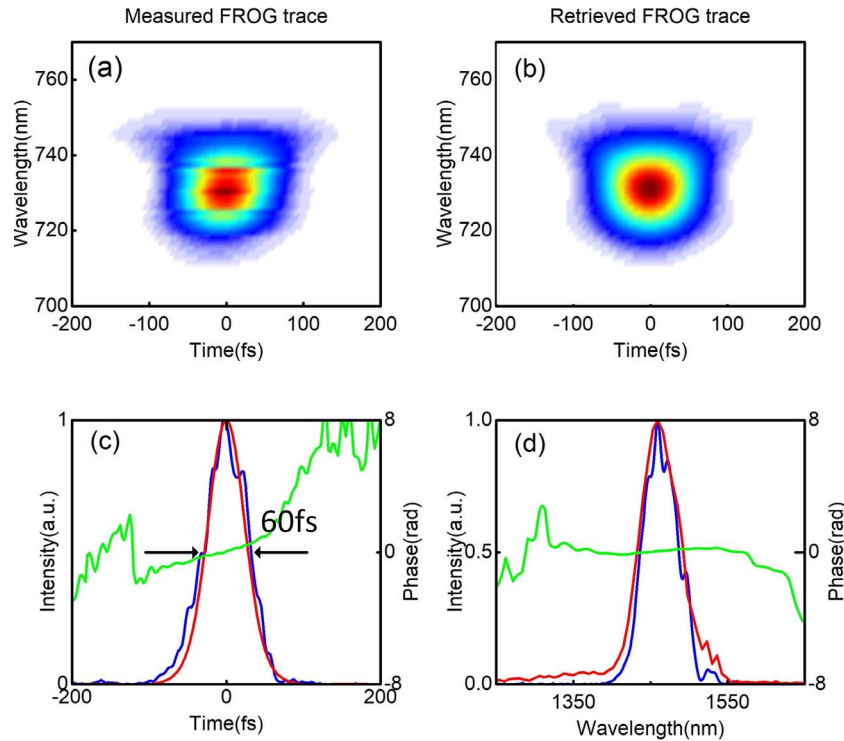 Measured FROG trace
Retrieved FROG trace
(a)
Wavelength(nm)
760
740
720
700
-200
-100
0
100
200
Time(fs)
(b)
Wavelength(nm)
760
740
720
700
-200
-100
0
100
200
Time(fs)
(c)
60fs
Intensity(a.u.)
1
0
Phase(rad)
8
0
-8
-200
0
200
Time(fs)
(d)
Intensity(a.u.)
1.0
0.5
0.0
Phase(rad)
8
0
-8
1350
1550
Wavelength(nm)